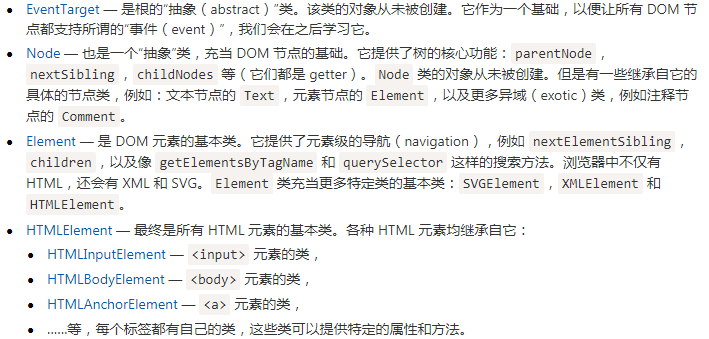 EventTarget — 是根的“抽象（abstract）”类。该类的对象从未被创建。它作为一个基础，以便让所有 DOM 节
点都支持所谓的“事件（event）”，我们会在之后学习它。
Node — 也是一个“抽象”类，充当 DOM 节点的基础。它提供了树的核心功能：parentNode，
nextSibling，childNodes 等（它们都是 getter）。Node 类的对象从未被创建。但是有一些继承自它的
具体的节点类，例如：文本节点的 Text，元素节点的 Element，以及更多异域（exotic）类，例如注释节
点的 Comment。
Element — 是 DOM 元素的基本类。它提供了元素级的导航（navigation），例如 nextElementSibling，
children，以及像 getElementsByTagName 和 querySelector 这样的搜索方法。浏览器中不仅有
HTML，还会有 XML 和 SVG。Element 类充当更多特定类的基本类：SVGElement，XMLElement 和
HTMLElement。
HTMLElement — 最终是所有 HTML 元素的基本类。各种 HTML 元素均继承自它：
HTMLInputElement — <input> 元素的类，
HTMLBodyElement — <body> 元素的类，
HTMLAnchorElement — <a> 元素的类，
……等，每个标签都有自己的类，这些类可以提供特定的属性和方法。